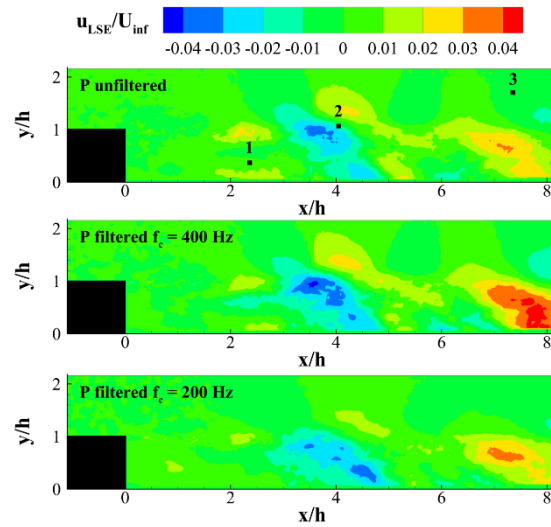 u_LSE/U_inf
-0.04 -0.03 -0.02 -0.01 0 0.01 0.02 0.03 0.04
P unfiltered
1 2 3
y/h
2
1
0
0 2 4 6 8
x/h
P filtered f_c = 400 Hz
y/h
2
1
0
0 2 4 6 8
x/h
P filtered f_c = 200 Hz
y/h
2
1
0
0 2 4 6 8
x/h